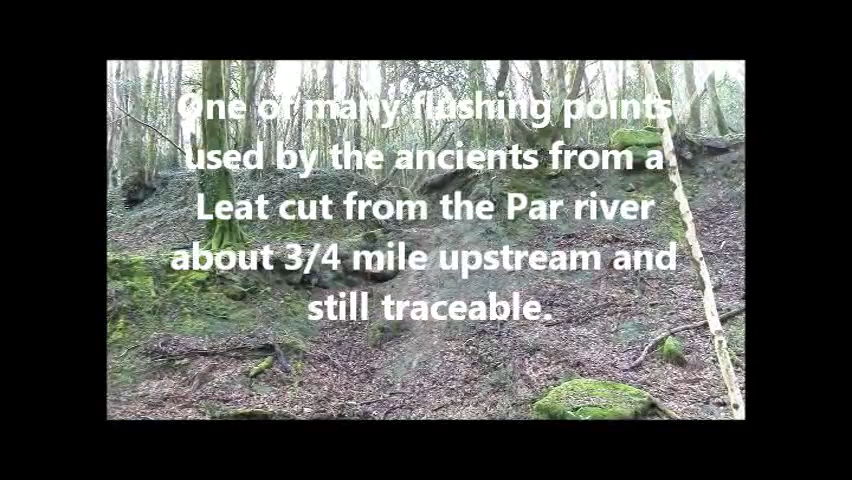 One of many flushing points
used by the ancients from a
Leat cut from the Par river
about 3/4 mile upstream and
still traceable.